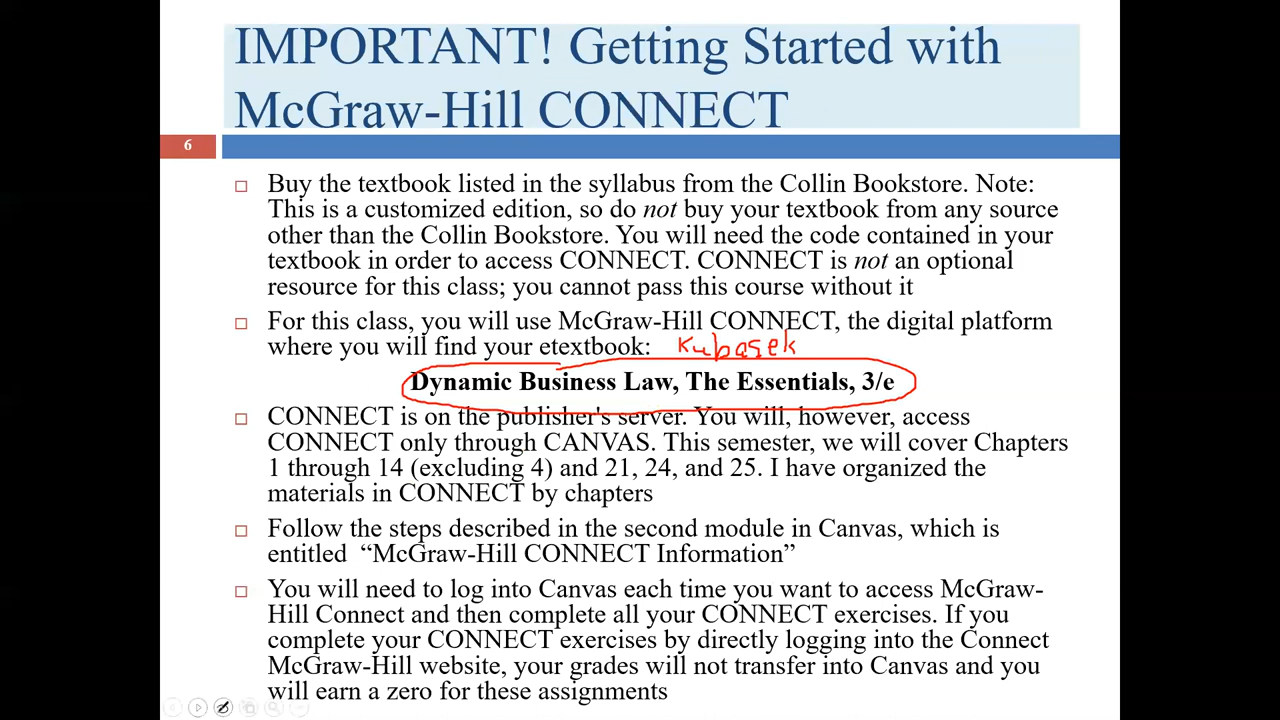 IMPORTANT! Getting Started with
McGraw-Hill CONNECT
6
□ Buy the textbook listed in the syllabus from the Collin Bookstore. Note:
This is a customized edition, so do not buy your textbook from any source
other than the Collin Bookstore. You will need the code contained in your
textbook in order to access CONNECT. CONNECT is not an optional
resource for this class; you cannot pass this course without it
□ For this class, you will use McGraw-Hill CONNECT, the digital platform
where you will find your etextbook: Kubasek
Dynamic Business Law, The Essentials, 3/e
□ CONNECT is on the publisher's server. You will, however, access
CONNECT only through CANVAS. This semester, we will cover Chapters
1 through 14 (excluding 4) and 21, 24, and 25. I have organized the
materials in CONNECT by chapters
□ Follow the steps described in the second module in Canvas, which is
entitled “McGraw-Hill CONNECT Information”
□ You will need to log into Canvas each time you want to access McGraw-
Hill Connect and then complete all your CONNECT exercises. If you
complete your CONNECT exercises by directly logging into the Connect
McGraw-Hill website, your grades will not transfer into Canvas and you
will earn a zero for these assignments